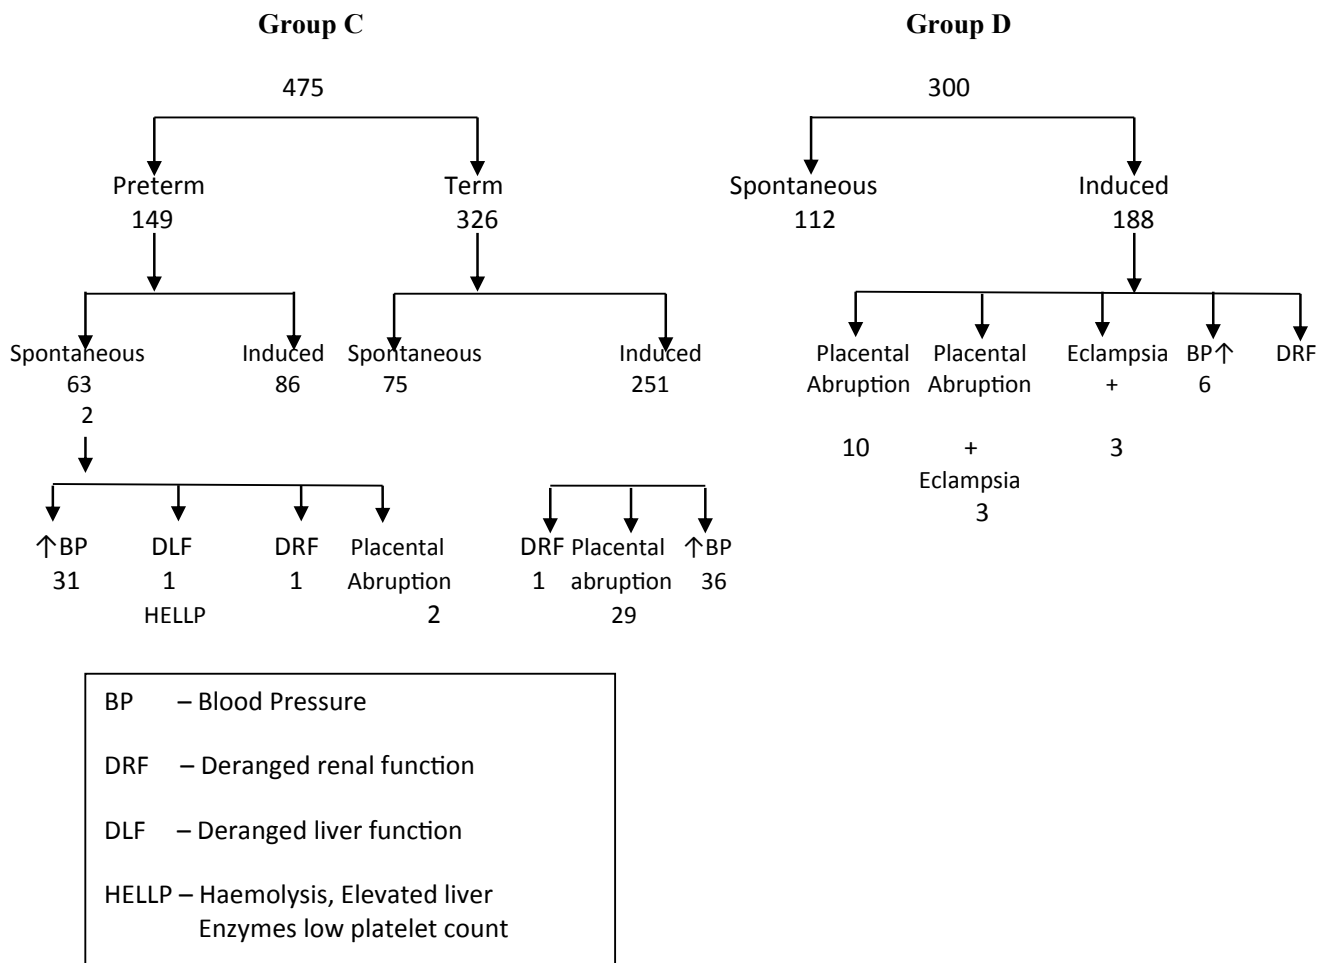 Group C Group D
475 300
Preterm Term Spontaneous Induced
149 326 112 188
Spontaneous Induced Spontaneous Induced Placental Placental Eclampsia BP↑ DRF
63 86 75 251 Abruption Abruption + 6
2
10 + 3
Eclampsia
3
↑BP DLF DRF Placental DRF Placental ↑BP
31 1 1 Abruption 1 abruption 36
HELLP 2 29
BP – Blood Pressure
DRF – Deranged renal function
DLF – Deranged liver function
HELLP – Haemolysis, Elevated liver
Enzymes low platelet count